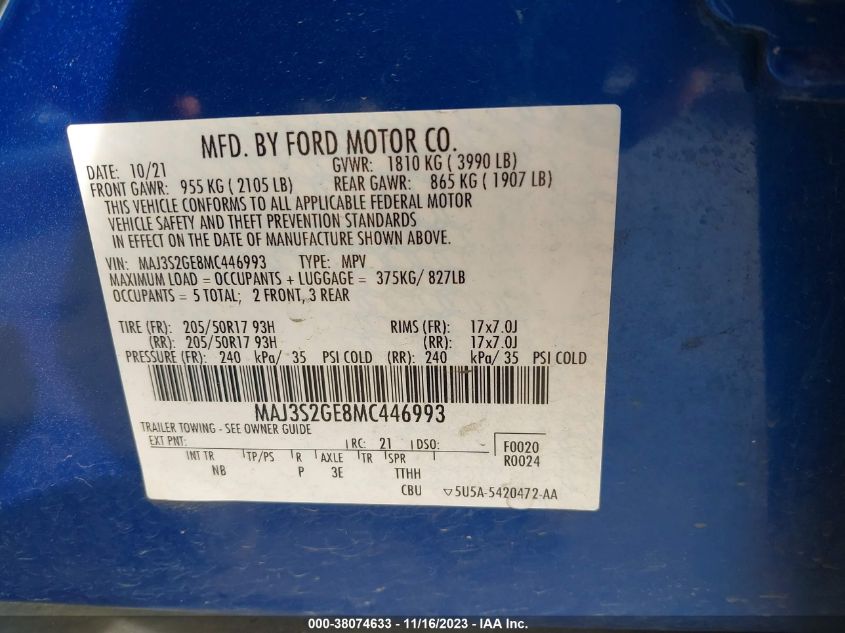 MFD. BY FORD MOTOR CO.
DATE: 10/21 GVWR: 1810 KG ( 3990 LB)
FRONT GAWR: 955 KG ( 2105 LB) REAR GAWR: 865 KG ( 1907 LB)
THIS VEHICLE CONFORMS TO ALL APPLICABLE FEDERAL MOTOR
VEHICLE SAFETY AND THEFT PREVENTION STANDARDS
IN EFFECT ON THE DATE OF MANUFACTURE SHOWN ABOVE.
VIN: MAJ3S2GE8MC446993 TYPE: MPV
MAXIMUM LOAD = OCCUPANTS + LUGGAGE = 375KG/ 827LB
OCCUPANTS = 5 TOTAL; 2 FRONT, 3 REAR
TIRE (FR): 205/50R17 93H RIMS (FR): 17x7.0J
(RR): 205/50R17 93H (RR): 17x7.0J
PRESSURE (FR): 240 kPa/ 35 PSI COLD (RR): 240 kPa/ 35 PSI COLD
MAJ3S2GE8MC446993
TRAILER TOWING - SEE OWNER GUIDE
EXT PNT: RC: 21 DSO: F0020
R0024
INT TR TP/PS R AXLE TR SPR
NB P 3E TTHH
CBU ▽5U5A-5420472-AA
000-38074633 - 11/16/2023 - IAA Inc.